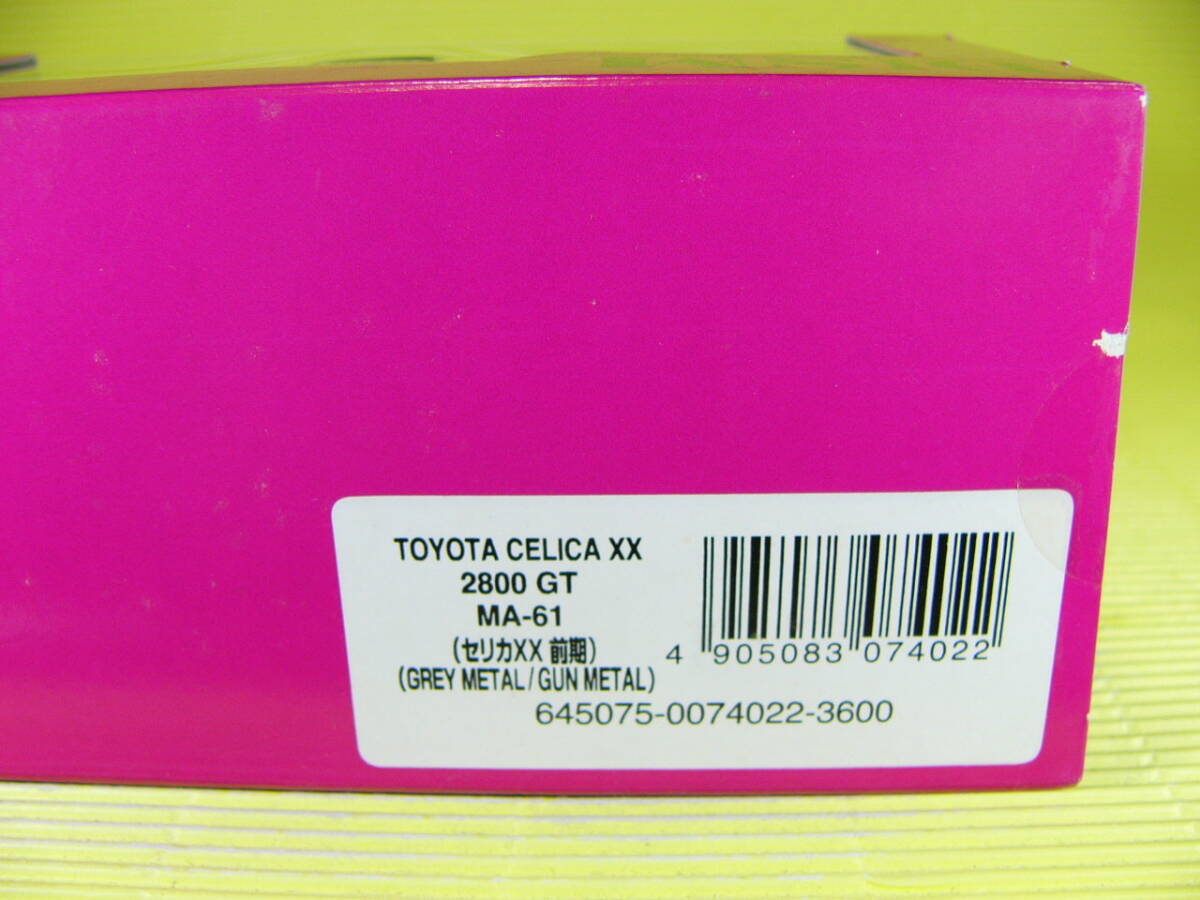 TOYOTA CELICA XX
2800 GT
MA-61
(セリカXX 前期)
(GREY METAL/GUN METAL)
4 905083 074022
645075-0074022-3600